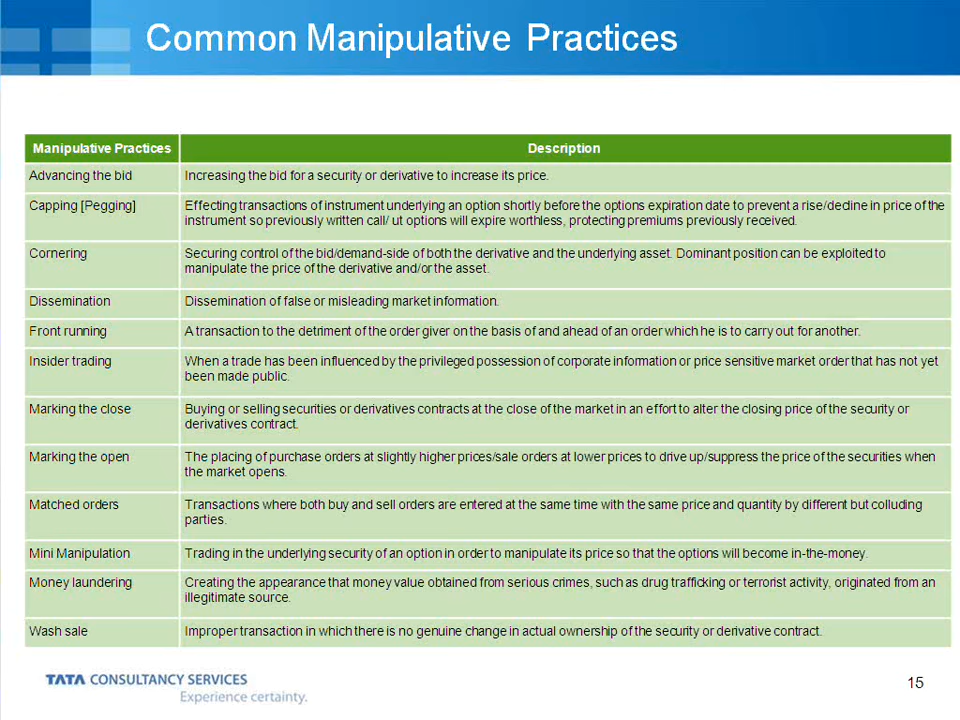 Common Manipulative Practices
Manipulative Practices Description
Advancing the bid Increasing the bid for a security or derivative to increase its price.
Capping [Pegging] Effecting transactions of instrument underlying an option shortly before the options expiration date to prevent a rise/decline in price of the
instrument so previously written call/ ut options will expire worthless, protecting premiums previously received.
Cornering Securing control of the bid/demand-side of both the derivative and the underlying asset. Dominant position can be exploited to
manipulate the price of the derivative and/or the asset.
Dissemination Dissemination of false or misleading market information.
Front running A transaction to the detriment of the order giver on the basis of and ahead of an order which he is to carry out for another.
Insider trading When a trade has been influenced by the privileged possession of corporate information or price sensitive market order that has not yet
been made public.
Marking the close Buying or selling securities or derivatives contracts at the close of the market in an effort to alter the closing price of the security or
derivatives contract.
Marking the open The placing of purchase orders at slightly higher prices/sale orders at lower prices to drive up/suppress the price of the securities when
the market opens.
Matched orders Transactions where both buy and sell orders are entered at the same time with the same price and quantity by different but colluding
parties.
Mini Manipulation Trading in the underlying security of an option in order to manipulate its price so that the options will become in-the-money.
Money laundering Creating the appearance that money value obtained from serious crimes, such as drug trafficking or terrorist activity, originated from an
illegitimate source.
Wash sale Improper transaction in which there is no genuine change in actual ownership of the security or derivative contract.
TATA CONSULTANCY SERVICES
Experience certainty.
15